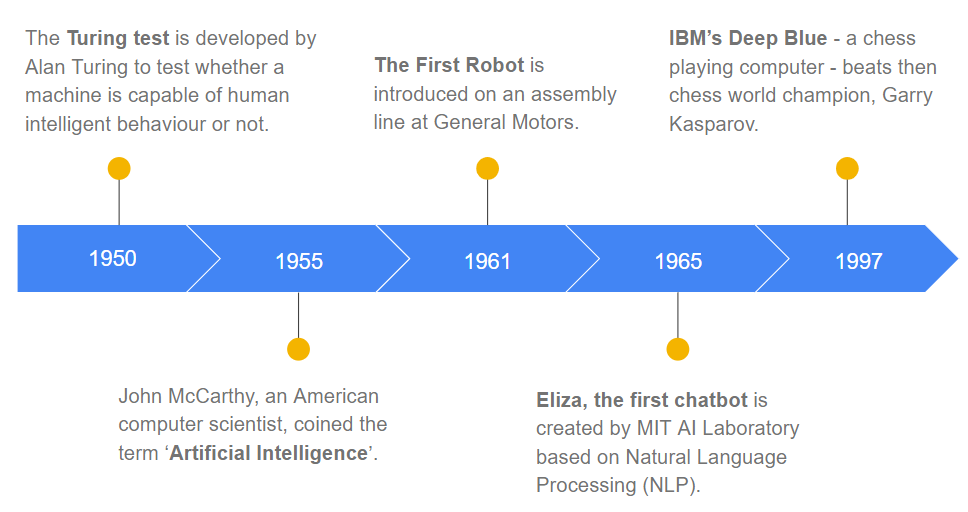 The Turing test is developed by
Alan Turing to test whether a
machine is capable of human
intelligent behaviour or not.
The First Robot is
introduced on an assembly
line at General Motors.
IBM’s Deep Blue - a chess
playing computer - beats then
chess world champion, Garry
Kasparov.
1950
1955
1961
1965
1997
John McCarthy, an American
computer scientist, coined the
term ‘Artificial Intelligence’.
Eliza, the first chatbot is
created by MIT AI Laboratory
based on Natural Language
Processing (NLP).